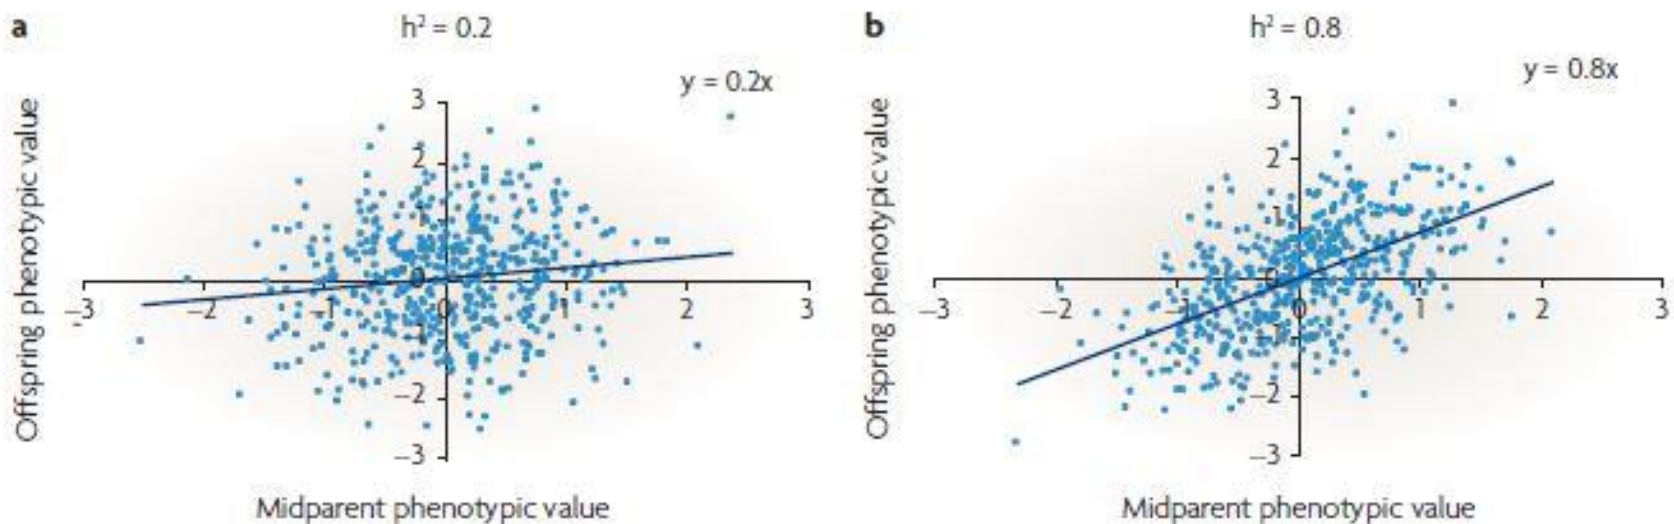 a
h² = 0.2
y = 0.2x
Offspring phenotypic value
3
2
1
0
–1
–2
–3
–3
–2
–1
1
2
3
Midparent phenotypic value
b
h² = 0.8
y = 0.8x
Offspring phenotypic value
3
2
1
0
–1
–2
–3
–3
–2
–1
1
2
3
Midparent phenotypic value